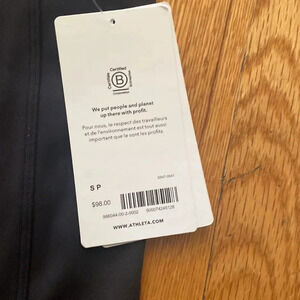 Certified
B
Corporation
We put people and planet
up there with profit.
Pour nous, le respect des travailleurs
et de l'environnement est tout aussi
important que le sont les profits.
S P
$98.00
WWW.ATHLETA.COM